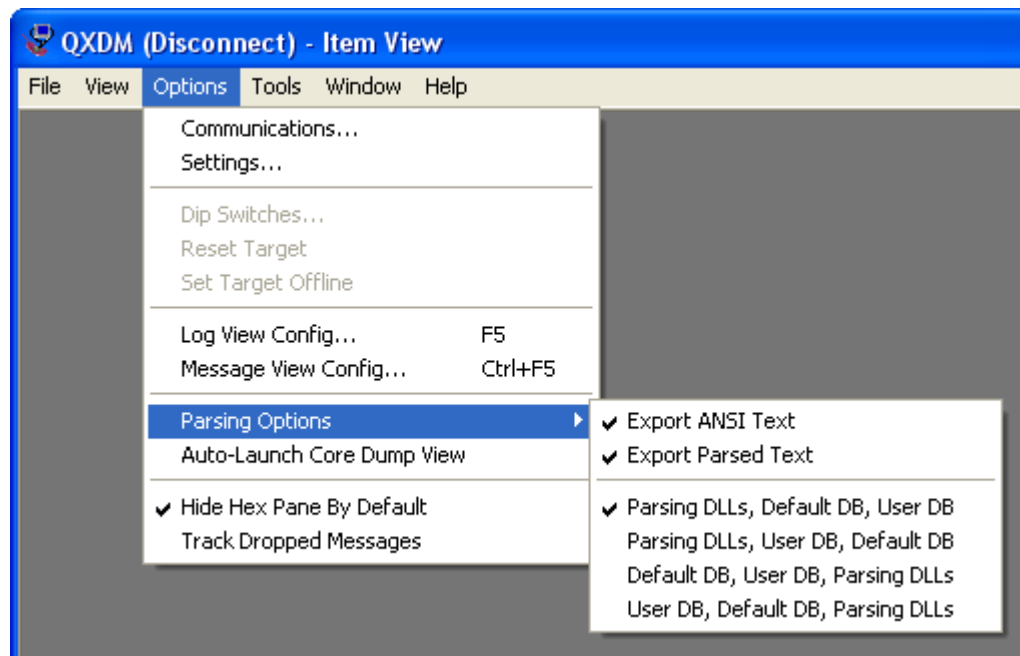 QXDM (Disconnect) - Item View
File View Options Tools Window Help
Communications...
Settings...
Dip Switches...
Reset Target
Set Target Offline
Log View Config... F5
Message View Config... Ctrl+F5
Parsing Options
Auto-Launch Core Dump View
Hide Hex Pane By Default
Track Dropped Messages
Export ANSI Text
Export Parsed Text
Parsing DLLs, Default DB, User DB
Parsing DLLs, User DB, Default DB
Default DB, User DB, Parsing DLLs
User DB, Default DB, Parsing DLLs